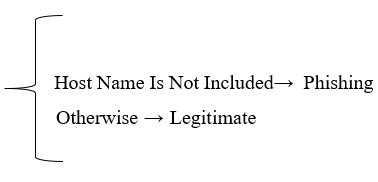 Host Name Is Not Included→ Phishing
Otherwise → Legitimate